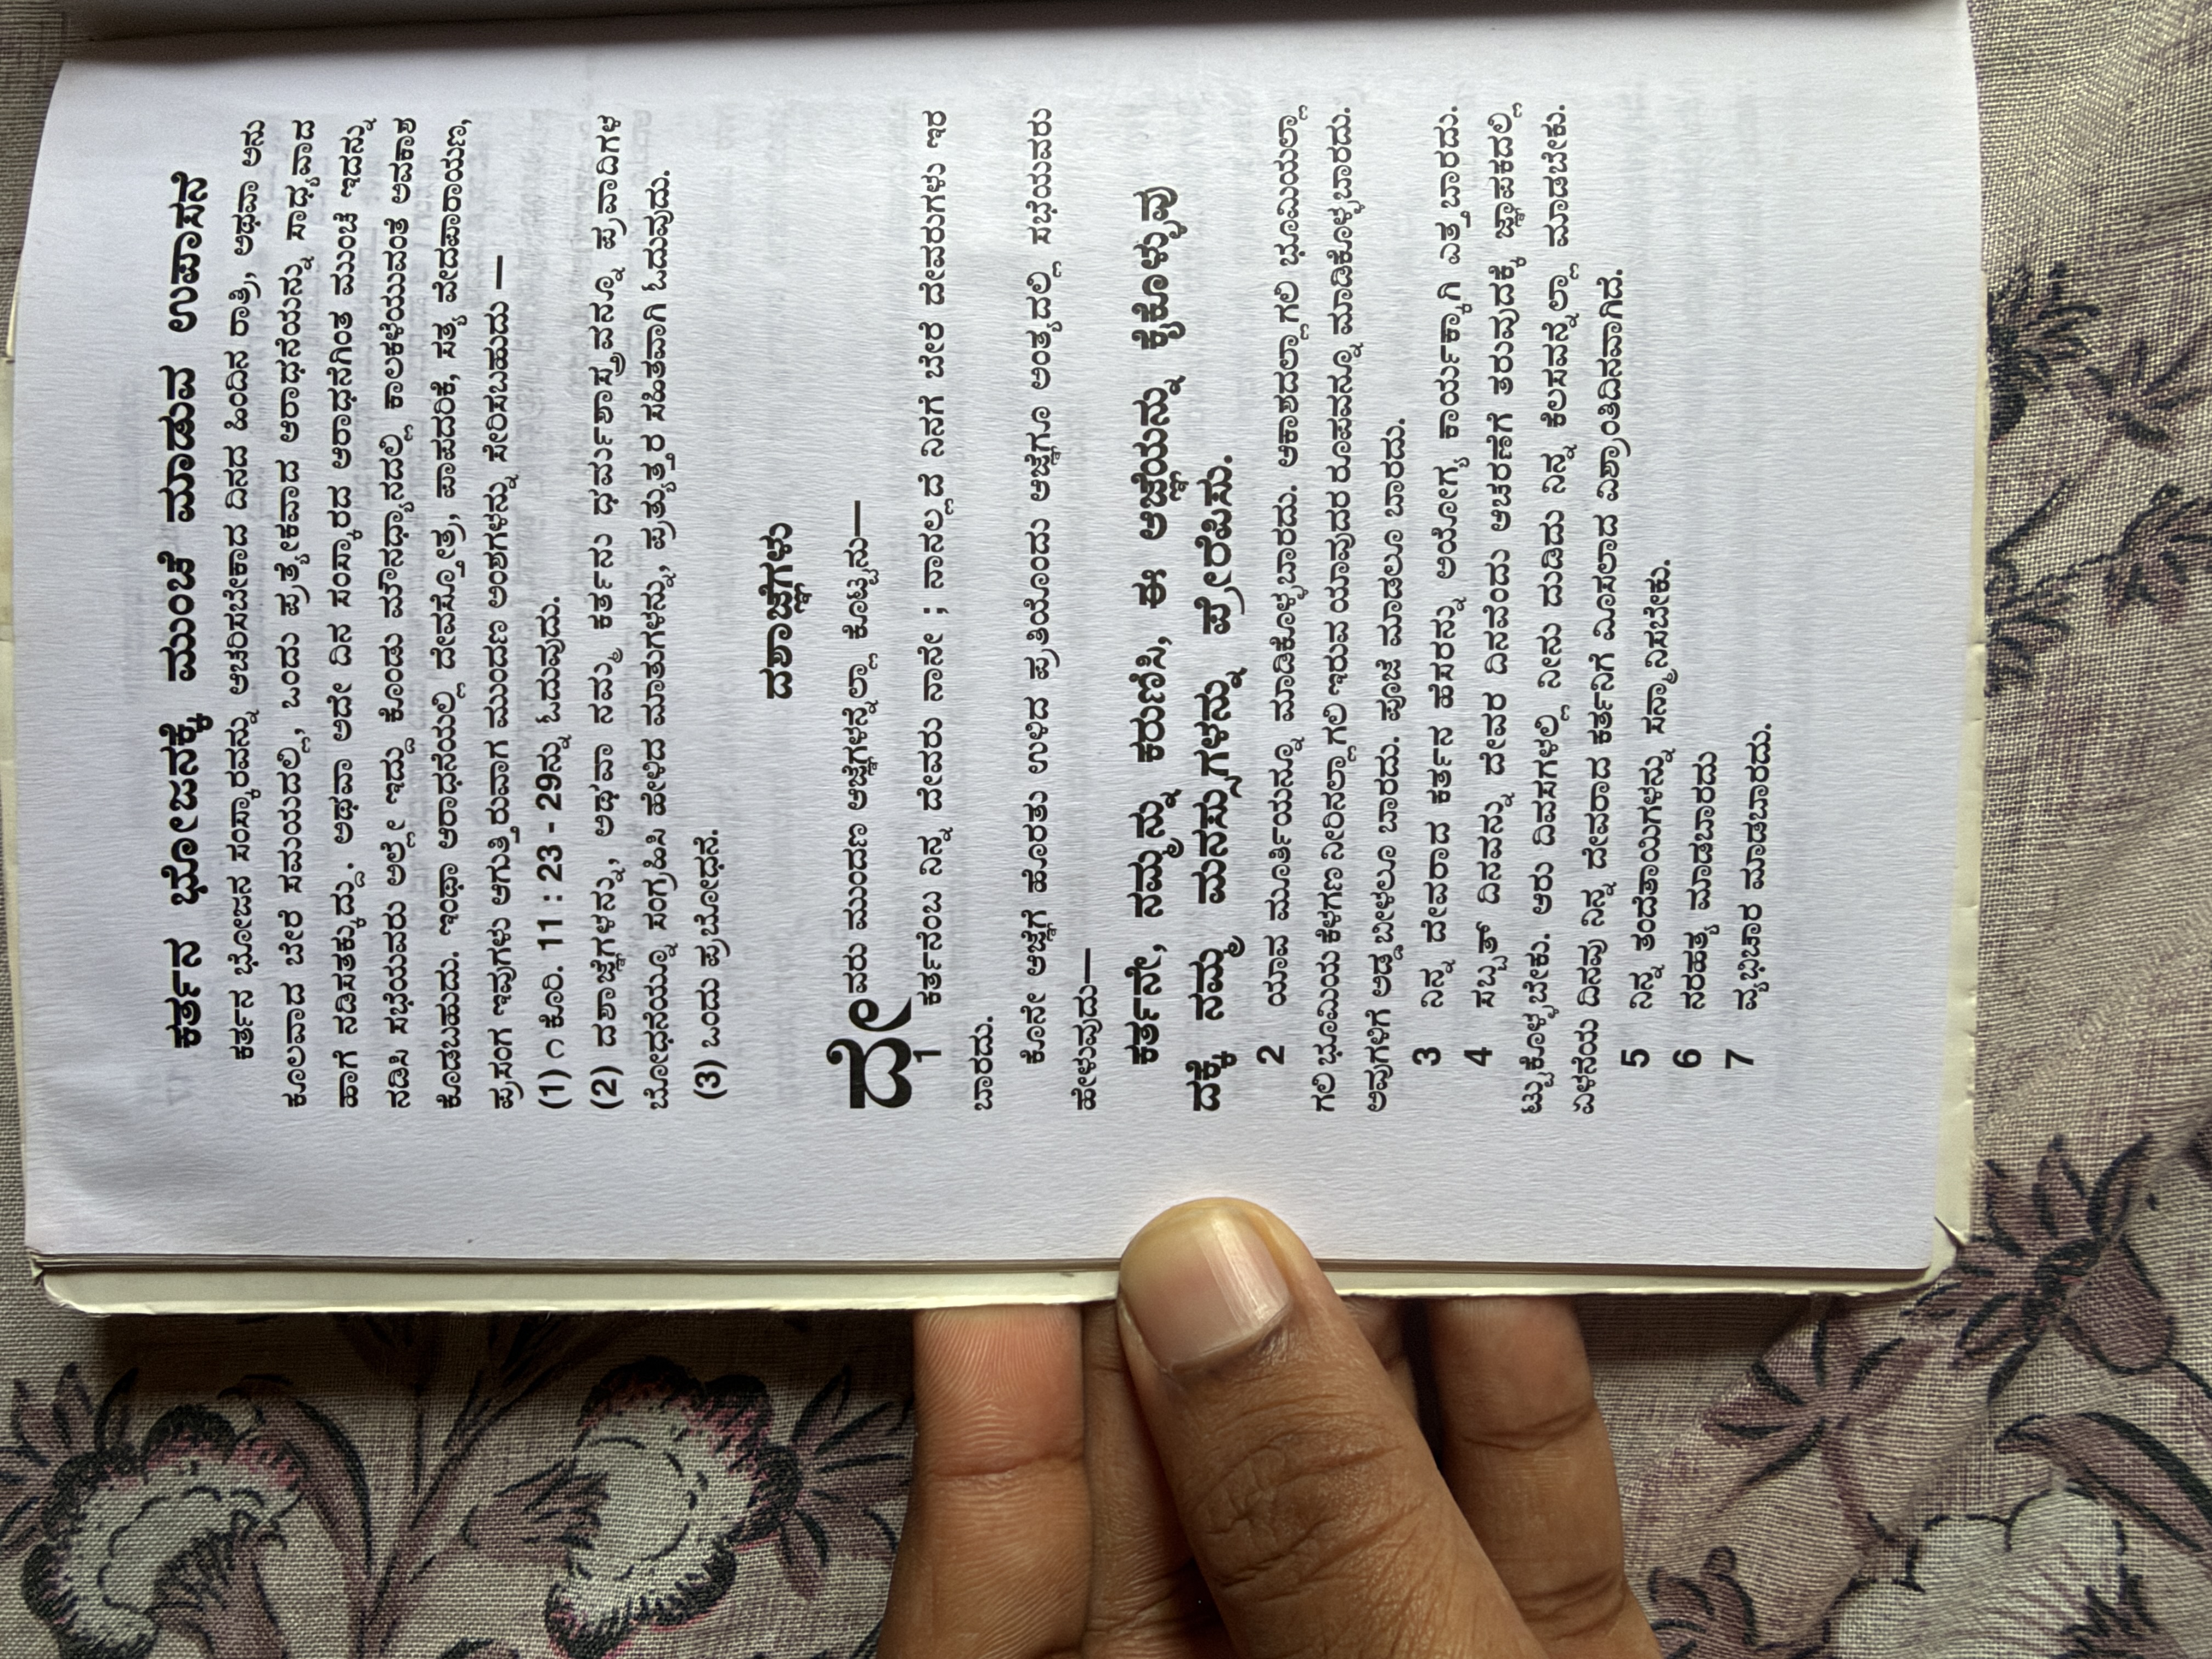 ಕರ್ತನ ಭೋಜನಕ್ಕೆ ಮುಂಚೆ ಮಾಡುವ ಉಪಾಸನೆ
ಕರ್ತನ ಭೋಜನ ಸಂಸ್ಕಾರವನ್ನು ಆಚರಿಸಬೇಕಾದ ದಿನದ ಹಿಂದಿನ ರಾತ್ರಿ, ಅಥವಾ ಅನು
ಕೂಲವಾದ ಬೇರೆ ಸಮಯದಲ್ಲಿ, ಒಂದು ಪ್ರತ್ಯೇಕವಾದ ಆರಾಧನೆಯನ್ನು ಸಾಧ್ಯವಾದ
ಹಾಗೆ ನಡಿಸತಕ್ಕುದ್ದು. ಅಥವಾ ಅದೇ ದಿನ ಸಂಸ್ಕಾರದ ಆರಾಧನೆಗಿಂತ ಮುಂಚೆ ಇದನ್ನು
ನಡಿಸಿ ಸಭೆಯವರು ಅಲ್ಲೇ ಇದ್ದು ಕೊಂಡು ಮೌನಧ್ಯಾನದಲ್ಲಿ ಕಾಲಕಳೆಯುವಂತೆ ಅವಕಾಶ
ಕೊಡಬಹುದು. ಇಂಥಾ ಆರಾಧನೆಯಲ್ಲಿ ದೇವಸ್ತೋತ್ರ, ಪಾಪದರಿಕೆ, ಸತ್ಯ ವೇದಪಾರಾಯಣ,
ಪ್ರಸಂಗ ಇವುಗಳು ಆಗುತ್ತಿರುವಾಗ ಮುಂದಣ ಅಂಶಗಳನ್ನು ಸೇರಿಸಬಹುದು —
(1) ೧ ಕೊರಿ. 11 : 23 - 29ನ್ನು ಓದುವುದು.
(2) ದಶಾಜ್ಞೆಗಳನ್ನು, ಅಥವಾ ನಮ್ಮ ಕರ್ತನು ಧರ್ಮಶಾಸ್ತ್ರವನ್ನೂ ಪ್ರವಾದಿಗಳ
ಬೋಧನೆಯನ್ನೂ ಸಂಗ್ರಹಿಸಿ ಹೇಳಿದ ಮಾತುಗಳನ್ನು, ಪ್ರತ್ಯುತ್ತರ ಸಹಿತವಾಗಿ ಓದುವುದು.
(3) ಒಂದು ಪ್ರಬೋಧನೆ.
ದಶಾಜ್ಞೆಗಳು
ದೇವರು ಮುಂದಣ ಆಜ್ಞೆಗಳನ್ನೆಲ್ಲಾ ಕೊಟ್ಟನು—
1 ಕರ್ತನೆಂಬ ನಿನ್ನ ದೇವರು ನಾನೇ ; ನಾನಲ್ಲದೆ ನಿನಗೆ ಬೇರೆ ದೇವರುಗಳು ಇರ
ಬಾರದು.
ಕೊನೇ ಆಜ್ಞೆಗೆ ಹೊರತು ಉಳಿದ ಪ್ರತಿಯೊಂದು ಆಜ್ಞೆಗೂ ಅಂತ್ಯದಲ್ಲಿ ಸಭೆಯವರು
ಹೇಳುವುದು—
ಕರ್ತನೇ, ನಮ್ಮನ್ನು ಕರುಣಿಸಿ, ಈ ಆಜ್ಞೆಯನ್ನು ಕೈಕೊಳ್ಳುವು
ದಕ್ಕೆ ನಮ್ಮ ಮನಸ್ಸುಗಳನ್ನು ಪ್ರೇರೆಪಿಸು.
2 ಯಾವ ಮೂರ್ತಿಯನ್ನೂ ಮಾಡಿಕೊಳ್ಳಬಾರದು. ಆಕಾಶದಲ್ಲಾಗಲಿ ಭೂಮಿಯಲ್ಲಾ
ಗಲಿ ಭೂಮಿಯ ಕೆಳಗಣ ನೀರಿನಲ್ಲಾಗಲಿ ಇರುವ ಯಾವುದರ ರೂಪವನ್ನೂ ಮಾಡಿಕೊಳ್ಳಬಾರದು.
ಅವುಗಳಿಗೆ ಅಡ್ಡಬೀಳಲೂ ಬಾರದು. ಪೂಜೆ ಮಾಡಲೂ ಬಾರದು.
3 ನಿನ್ನ ದೇವರಾದ ಕರ್ತನ ಹೆಸರನ್ನು ಅಯೋಗ್ಯ ಕಾರ್ಯಕ್ಕಾಗಿ ಎತ್ತಬಾರದು.
4 ಸಬ್ಬತ್ ದಿನವನ್ನು ದೇವರ ದಿನವೆಂದು ಆಚರಣೆಗೆ ತರುವುದಕ್ಕೆ ಜ್ಞಾಪಕದಲ್ಲಿ
ಟ್ಟುಕೊಳ್ಳಬೇಕು. ಆರು ದಿವಸಗಳಲ್ಲಿ ನೀನು ದುಡಿದು ನಿನ್ನ ಕೆಲಸವನ್ನೆಲ್ಲಾ ಮಾಡಬೇಕು.
ಏಳನೆಯ ದಿನವು ನಿನ್ನ ದೇವರಾದ ಕರ್ತನಿಗೆ ಮೀಸಲಾದ ವಿಶ್ರಾಂತಿದಿನವಾಗಿದೆ.
5 ನಿನ್ನ ತಂದೆತಾಯಿಗಳನ್ನು ಸನ್ಮಾನಿಸಬೇಕು.
6 ನರಹತ್ಯ ಮಾಡಬಾರದು
7 ವ್ಯಭಿಚಾರ ಮಾಡಬಾರದು.